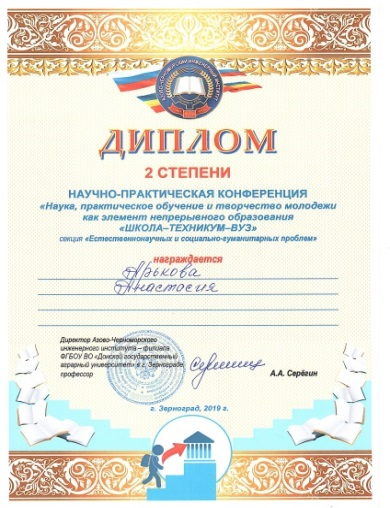 ДИПЛОМ
2 СТЕПЕНИ
НАУЧНО-ПРАКТИЧЕСКАЯ КОНФЕРЕНЦИЯ
«Наука, практическое обучение и творчество молодежи
как элемент непрерывного образования
«ШКОЛА–ТЕХНИКУМ–ВУЗ»
секция «Естественнонаучных и социально-гуманитарных проблем»
награждается
Арькова
Анастасия
Директор Азово-Черноморского
инженерного института – филиала
ФГБОУ ВО «Донской государственный
аграрный университет» в г. Зернограде,
профессор
А.А. Серёгин
г. Зерноград, 2019 г.